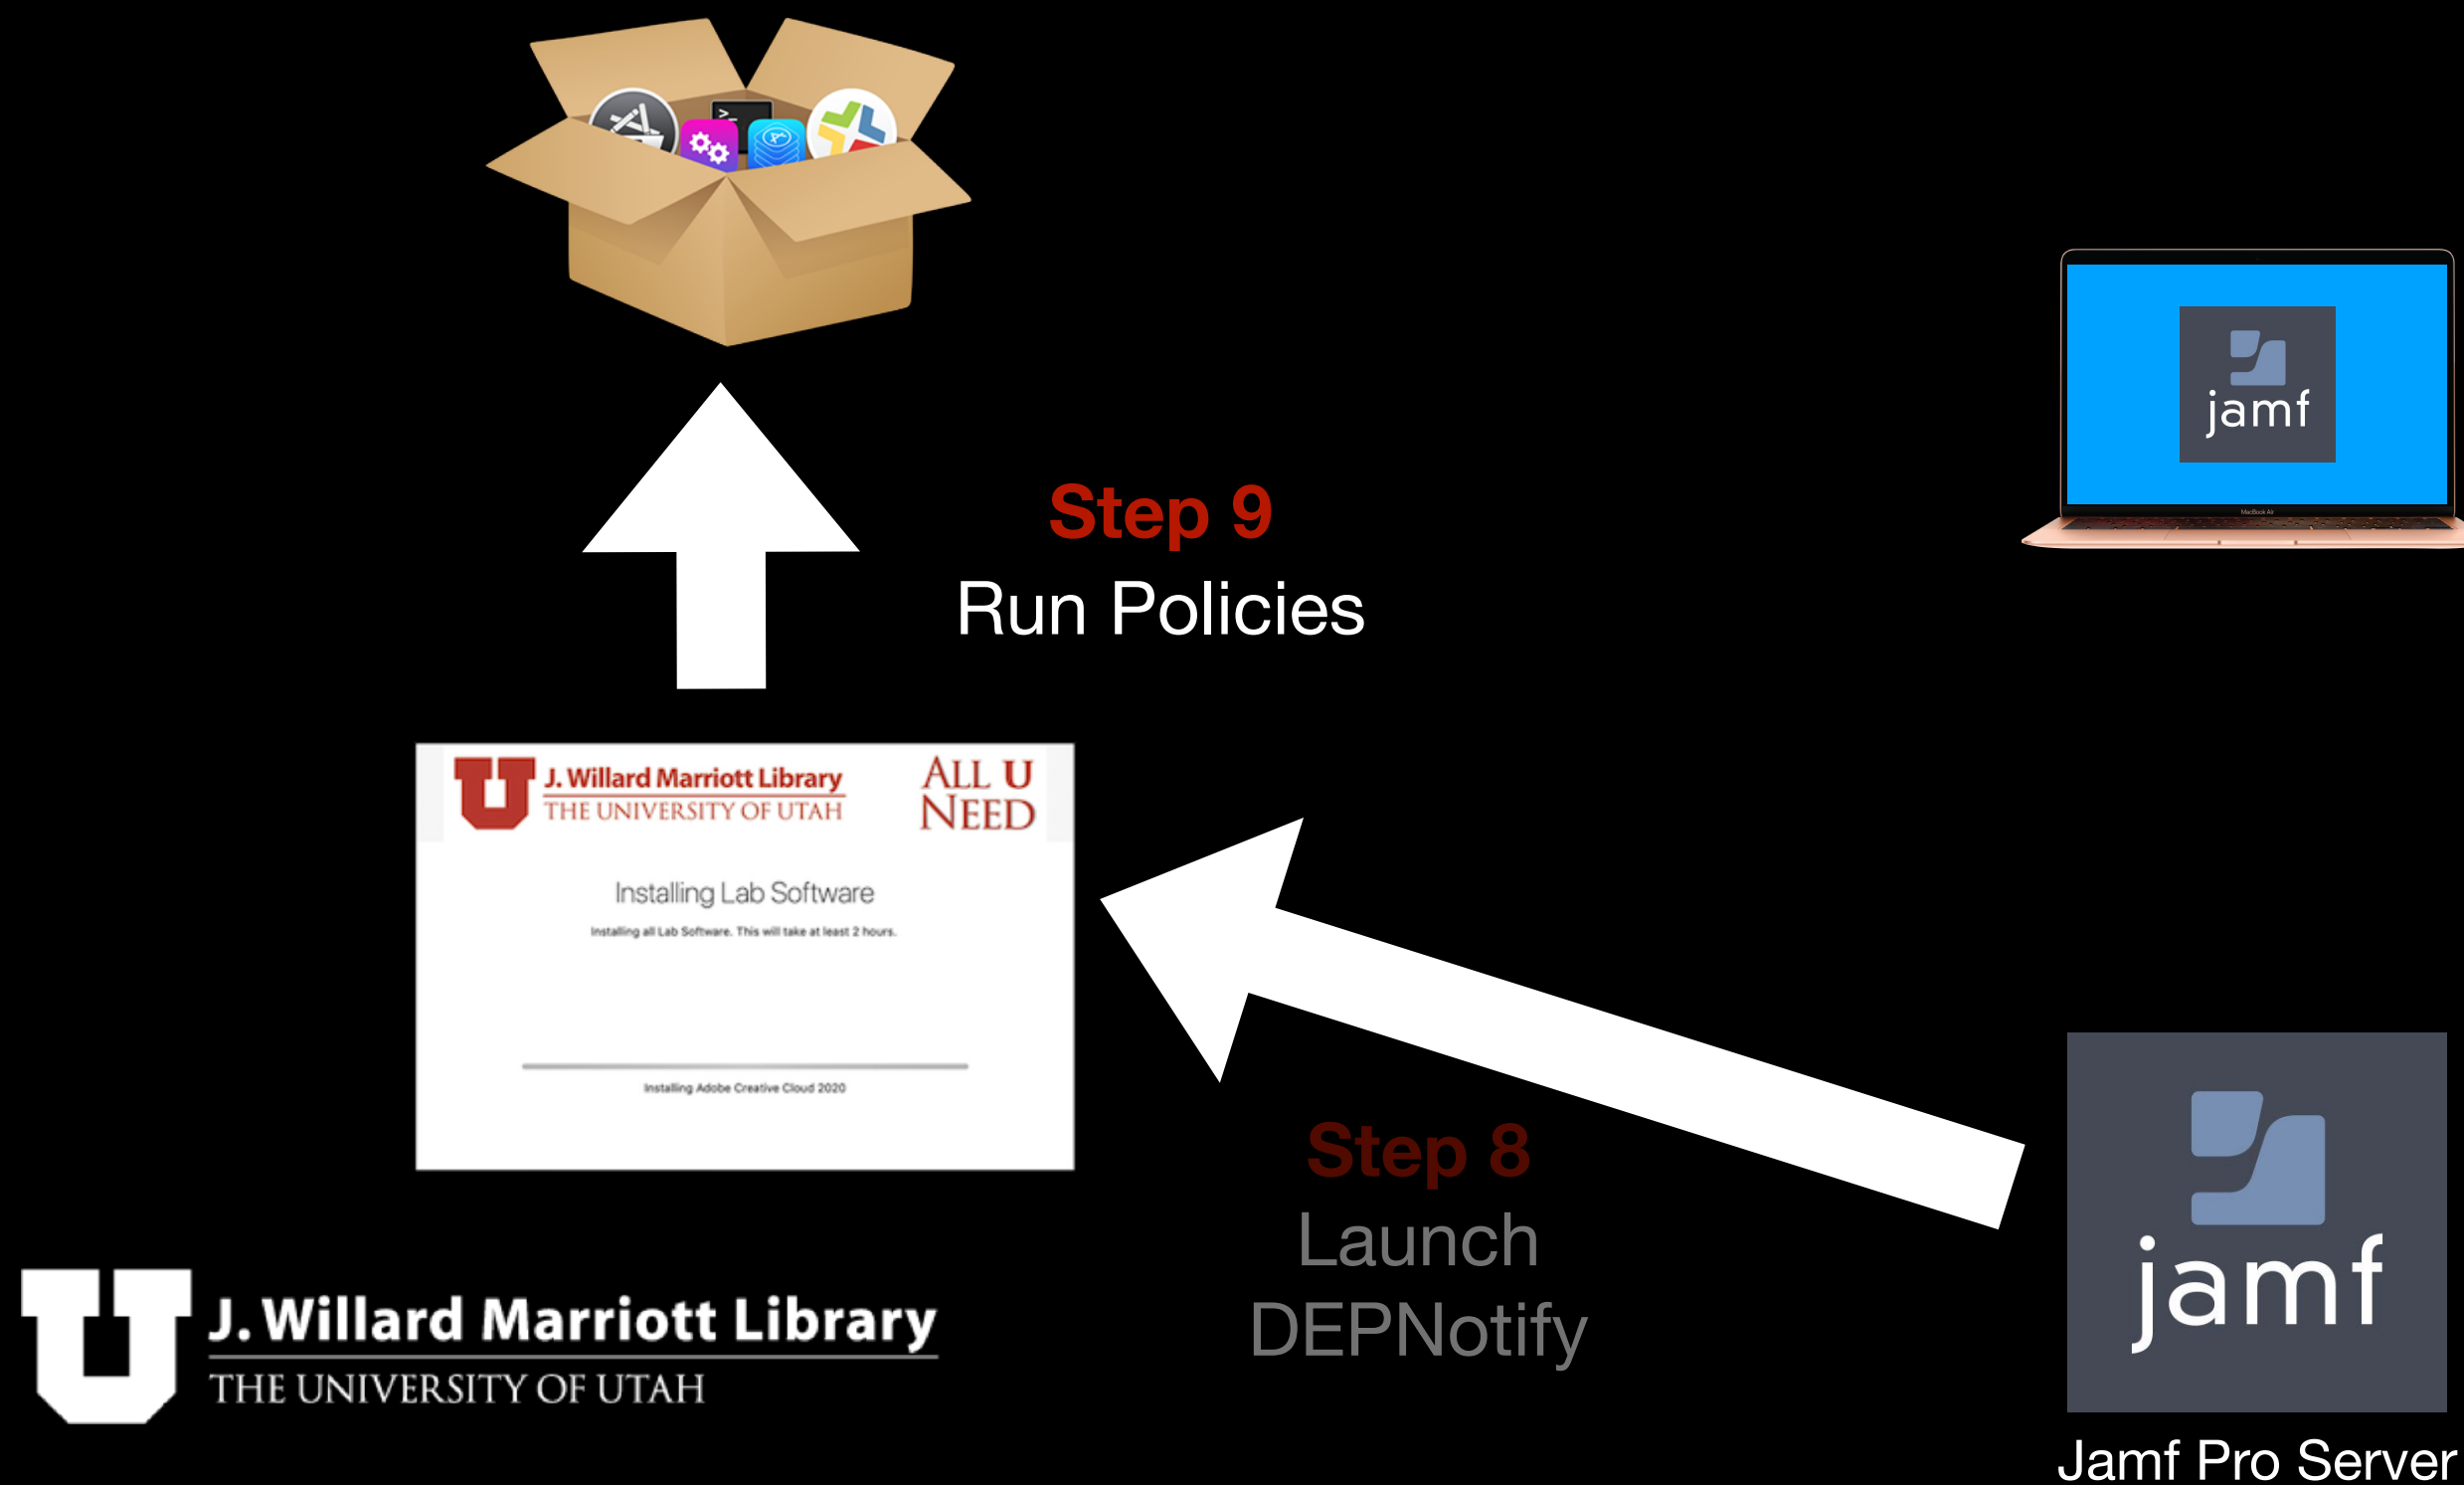 >_
jamf
MacBook Air
Step 9
Run Policies
J. Willard Marriott Library
THE UNIVERSITY OF UTAH
ALL U
NEED
Installing Lab Software
Installing all Lab Software. This will take at least 2 hours.
Installing Adobe Creative Cloud 2020
Step 8
Launch
DEPNotify
jamf
Jamf Pro Server
J. Willard Marriott Library
THE UNIVERSITY OF UTAH